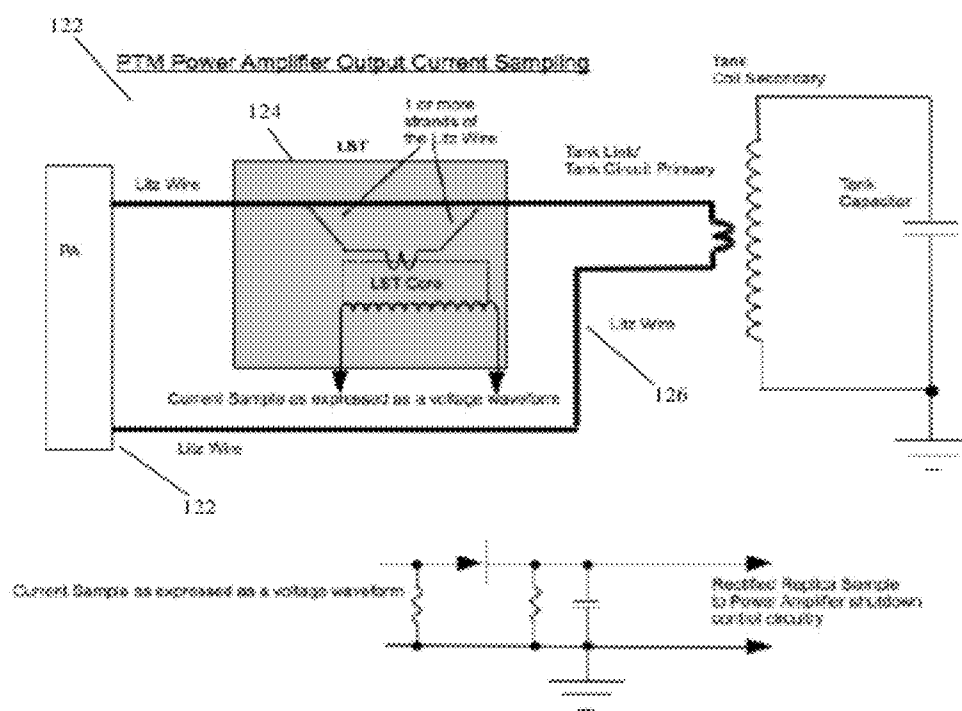 122
PTM Power Amplifier Output Current Sampling
124
LST
1 or more
strands of
the Litz Wire
Tank
Coil Secondary
Litz Wire
Tank Link/
Tank Circuit Primary
Tank
Capacitor
PA
LST Core
Litz Wire
126
Current Sample as expressed as a voltage waveform
Litz Wire
122
Current Sample as expressed as a voltage waveform
Rectified Replica Sample
to Power Amplifier shutdown
control circuitry